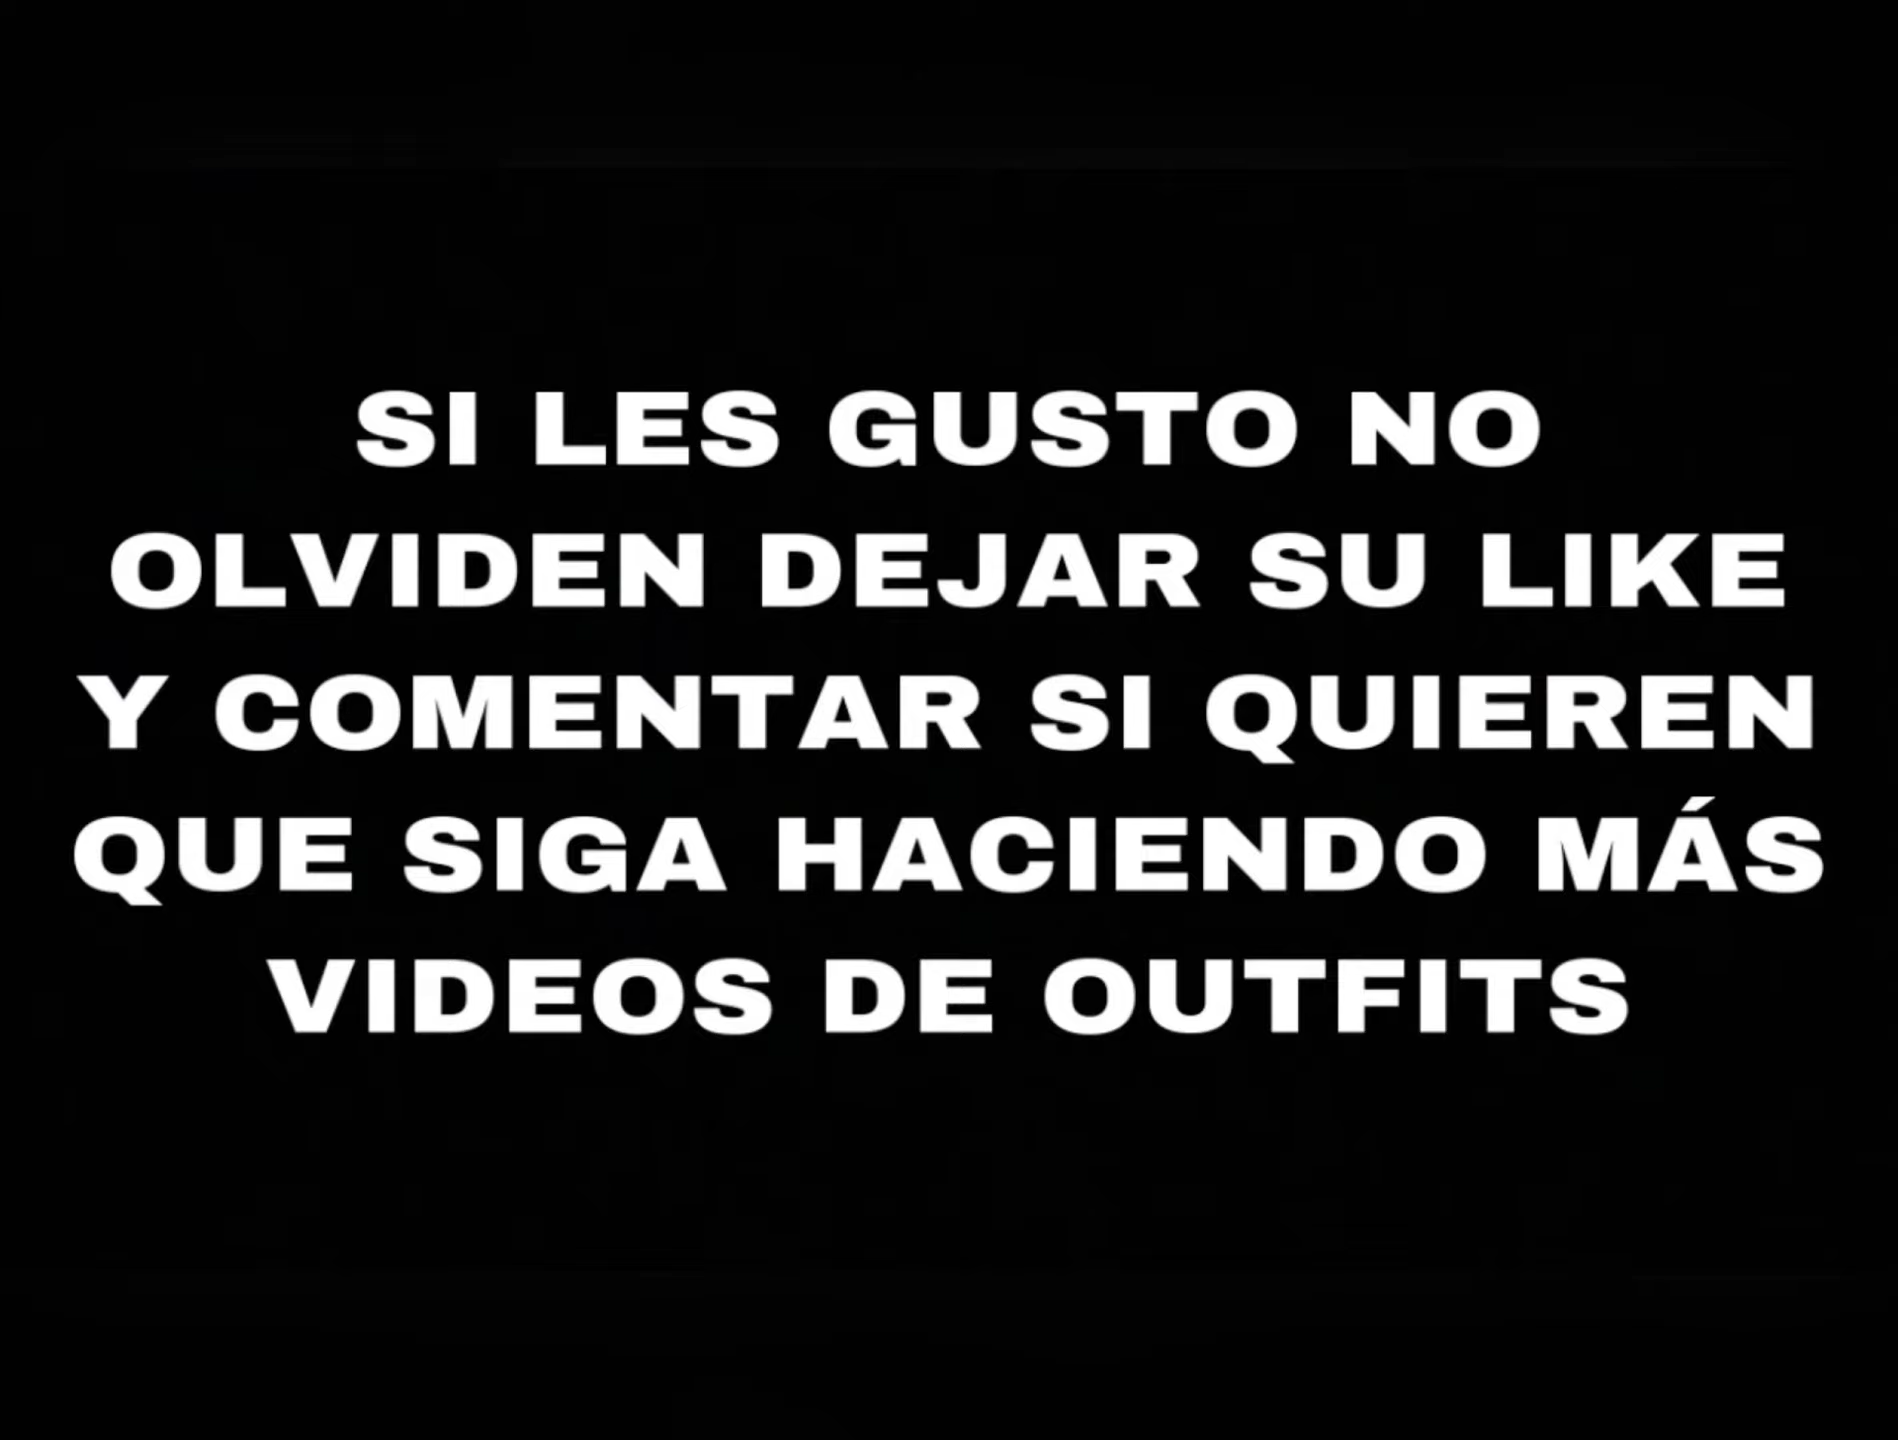 SI LES GUSTO NO
OLVIDEN DEJAR SU LIKE
Y COMENTAR SI QUIEREN
QUE SIGA HACIENDO MÁS
VIDEOS DE OUTFITS